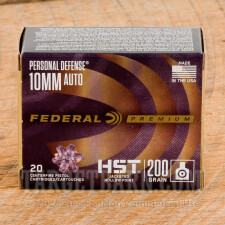 PERSONAL DEFENSE®
10MM AUTO
MADE
IN THE USA
FEDERAL PREMIUM
20
CENTERFIRE PISTOL
CARTRIDGES/CARTOUCHES
HST
JACKETED
HOLLOW POINT
200
GRAIN